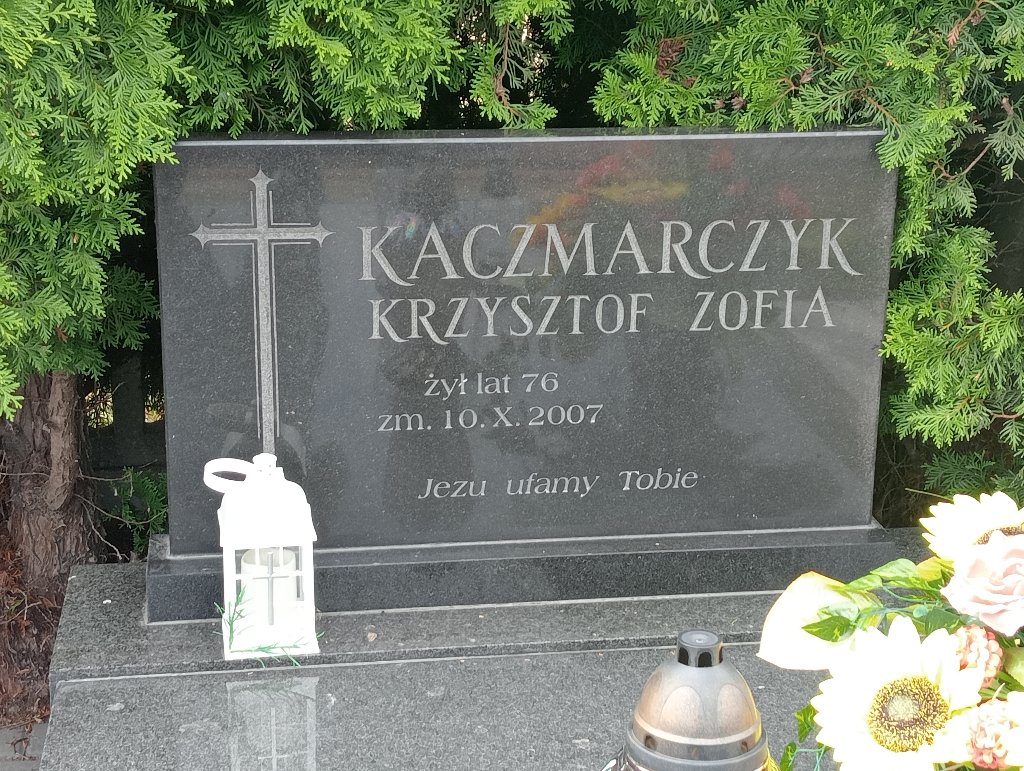 KACZMARCZYK
KRZYSZTOF ZOFIA
żył lat 76
zm. 10.X.2007
Jezu ufamy Tobie